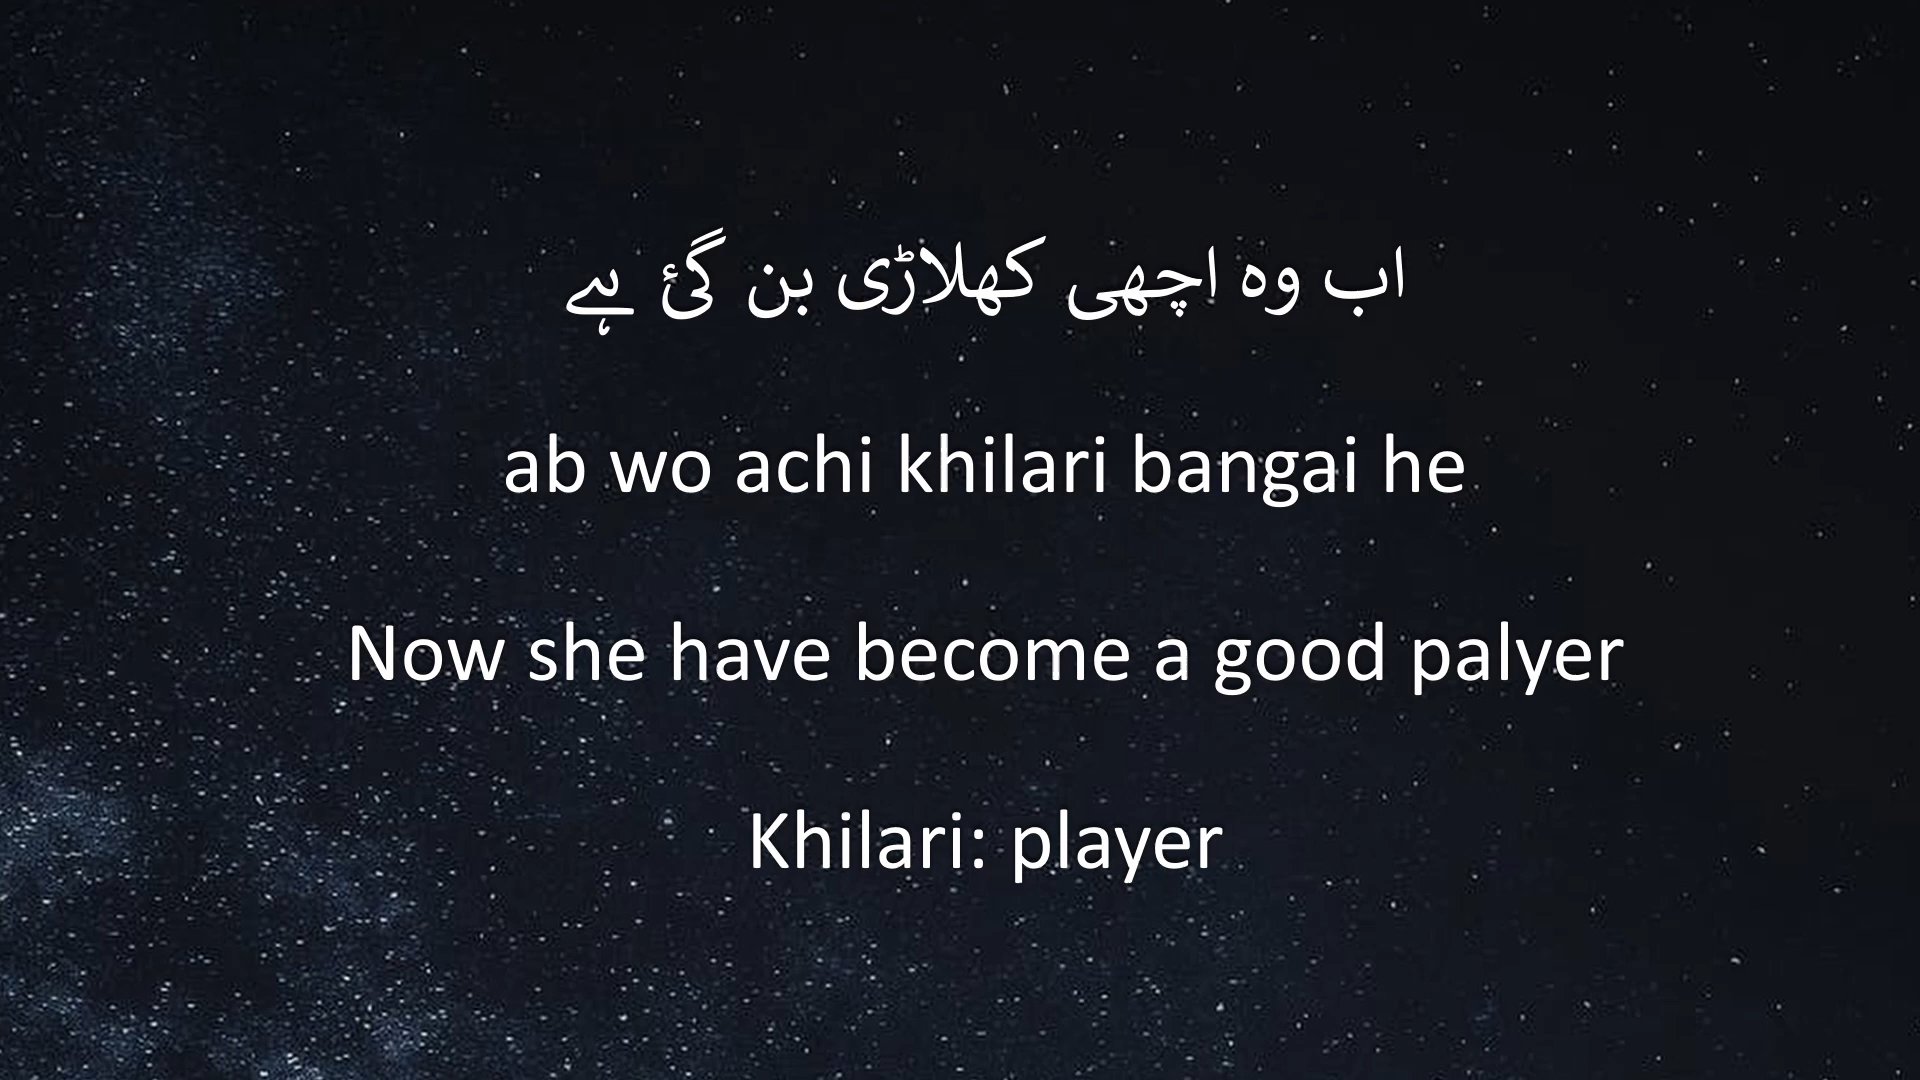 اب وہ اچھی کھلاڑی بن گئ ہے
ab wo achi khilari bangai he
Now she have become a good palyer
Khilari: player